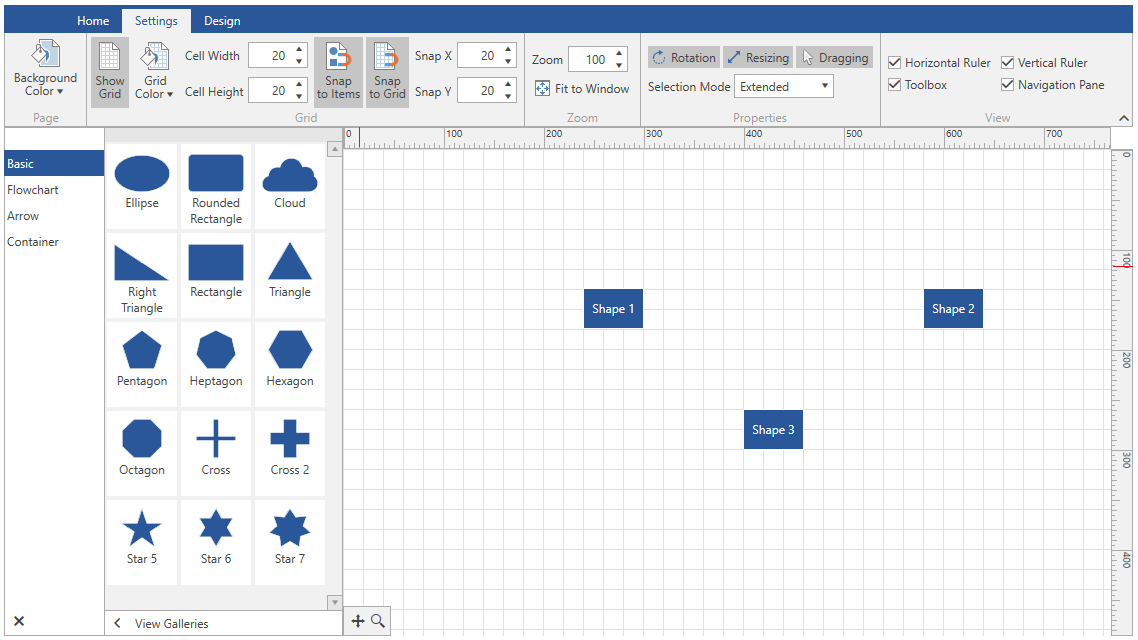 Home Settings Design
Background Color
Show Grid
Grid Color
Cell Width 20
Cell Height 20
Snap to Items
Snap to Grid
Snap X 20
Snap Y 20
Zoom 100
Fit to Window
Rotation Resizing Dragging
Selection Mode Extended
Horizontal Ruler Vertical Ruler
Toolbox Navigation Pane
Page Grid Zoom Properties View
0 100 200 300 400 500 600 700
Basic
Flowchart
Arrow
Container
Ellipse
Rounded Rectangle
Cloud
Right Triangle
Rectangle
Triangle
Pentagon
Heptagon
Hexagon
Octagon
Cross
Cross 2
Star 5
Star 6
Star 7
View Galleries
Shape 1
Shape 2
Shape 3
0
100
200
300
400